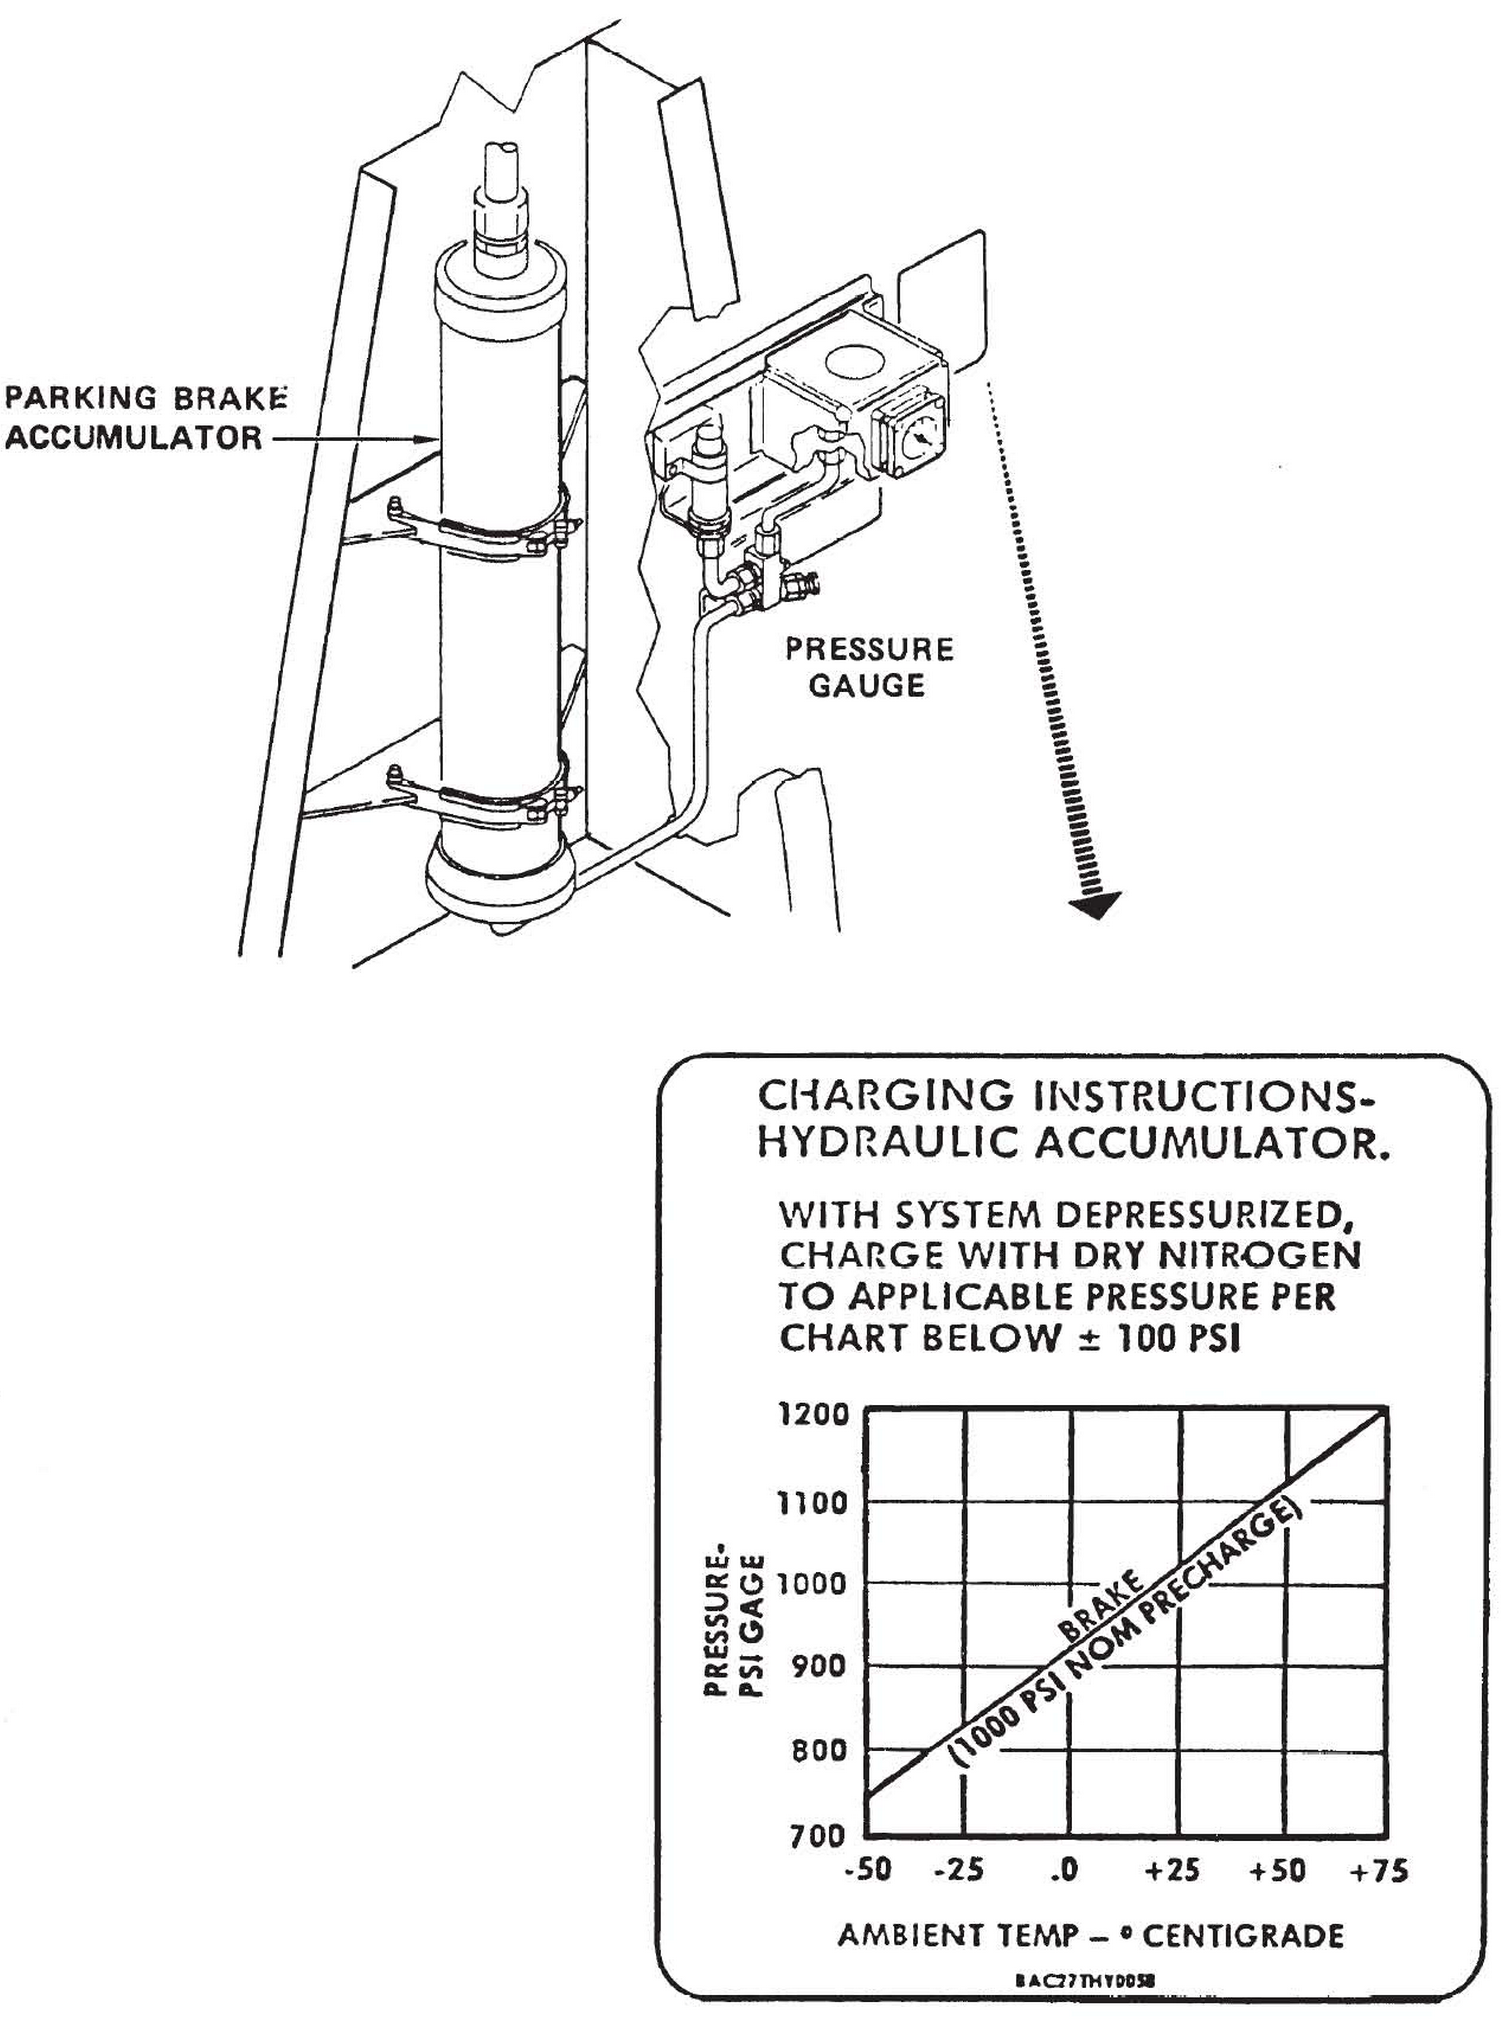 PARKING BRAKE
ACCUMULATOR
PRESSURE
GAUGE
CHARGING INSTRUCTIONS-
HYDRAULIC ACCUMULATOR.
WITH SYSTEM DEPRESSURIZED,
CHARGE WITH DRY NITROGEN
TO APPLICABLE PRESSURE PER
CHART BELOW ± 100 PSI
PRESSURE-
PSI GAGE
1200
1100
1000
900
800
700
BRAKE
(1000 PSI NOM PRECHARGE)
-50 -25 .0 +25 +50 +75
AMBIENT TEMP – ° CENTIGRADE
BAC27THY0058